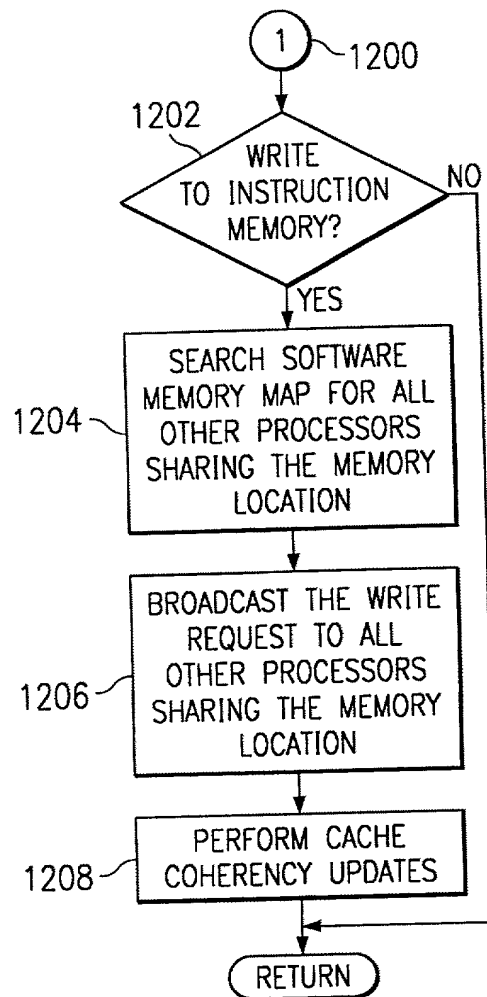 1
1200
1202
WRITE
TO INSTRUCTION
MEMORY?
NO
YES
1204
SEARCH SOFTWARE
MEMORY MAP FOR ALL
OTHER PROCESSORS
SHARING THE MEMORY
LOCATION
1206
BROADCAST THE WRITE
REQUEST TO ALL
OTHER PROCESSORS
SHARING THE MEMORY
LOCATION
1208
PERFORM CACHE
COHERENCY UPDATES
RETURN